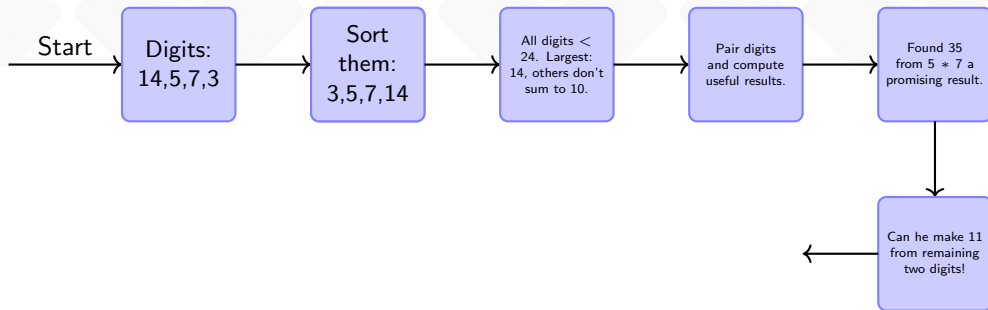 Start
Digits:
14,5,7,3
Sort
them:
3,5,7,14
All digits <
24. Largest:
14, others don't
sum to 10.
Pair digits
and compute
useful results.
Found 35
from 5 * 7 a
promising result.
Can he make 11
from remaining
two digits!